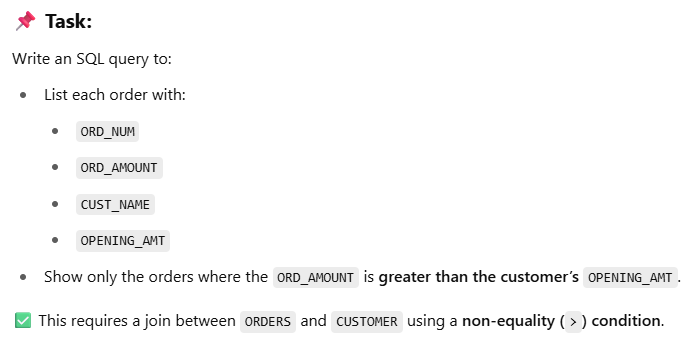 📌 Task:
Write an SQL query to:
• List each order with:
• ORD_NUM
• ORD_AMOUNT
• CUST_NAME
• OPENING_AMT
• Show only the orders where the ORD_AMOUNT is greater than the customer’s OPENING_AMT.
✅ This requires a join between ORDERS and CUSTOMER using a non-equality (>) condition.